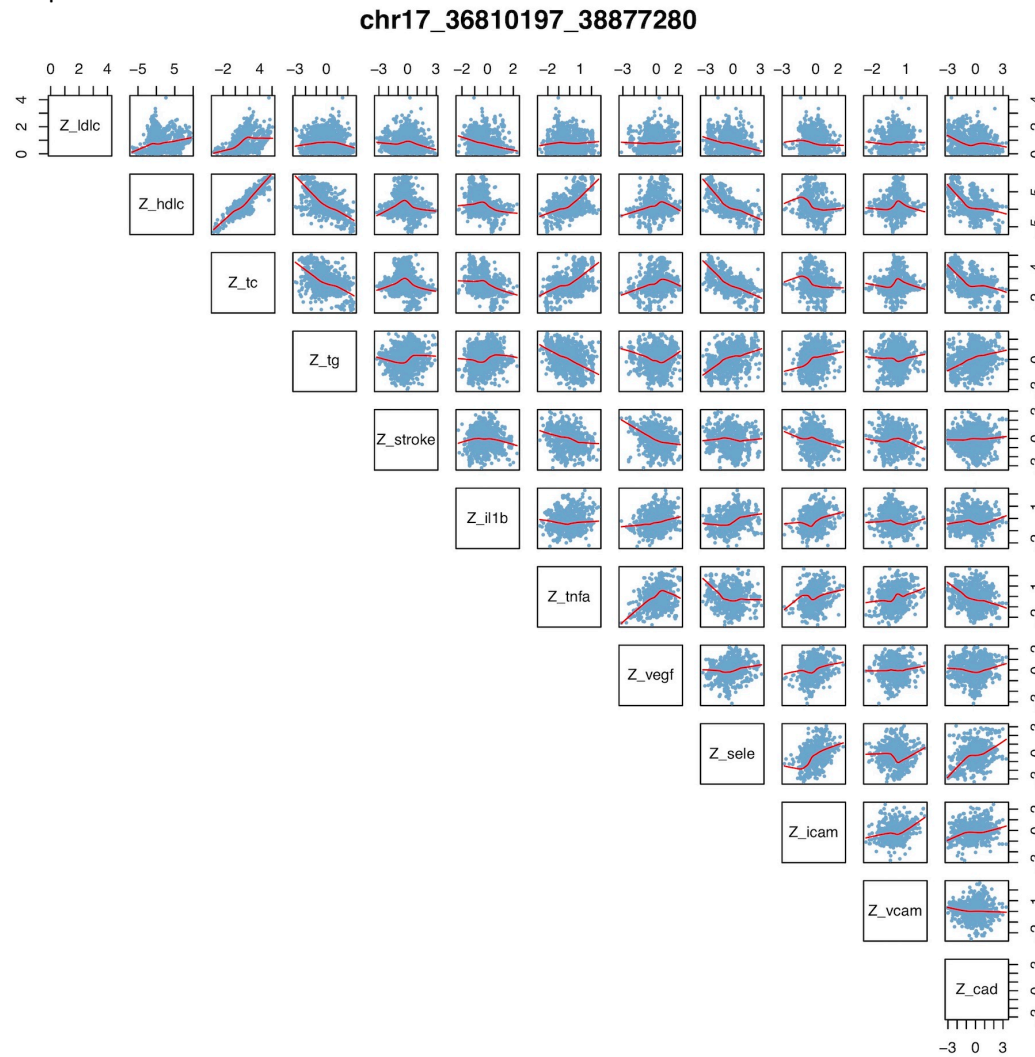 chr17_36810197_38877280
0 2 4 −5 5 −2 4 −3 0 −3 0 3 −2 0 2 −2 1 −3 0 2 −3 0 3 −3 0 2 −2 1 −3 0 3
0 2 4 Z_ldlc
Z_hdlc
Z_tc
Z_tg
Z_stroke
Z_il1b
Z_tnfa
Z_vegf
Z_sele
Z_icam
Z_vcam
Z_cad
−3 0 3